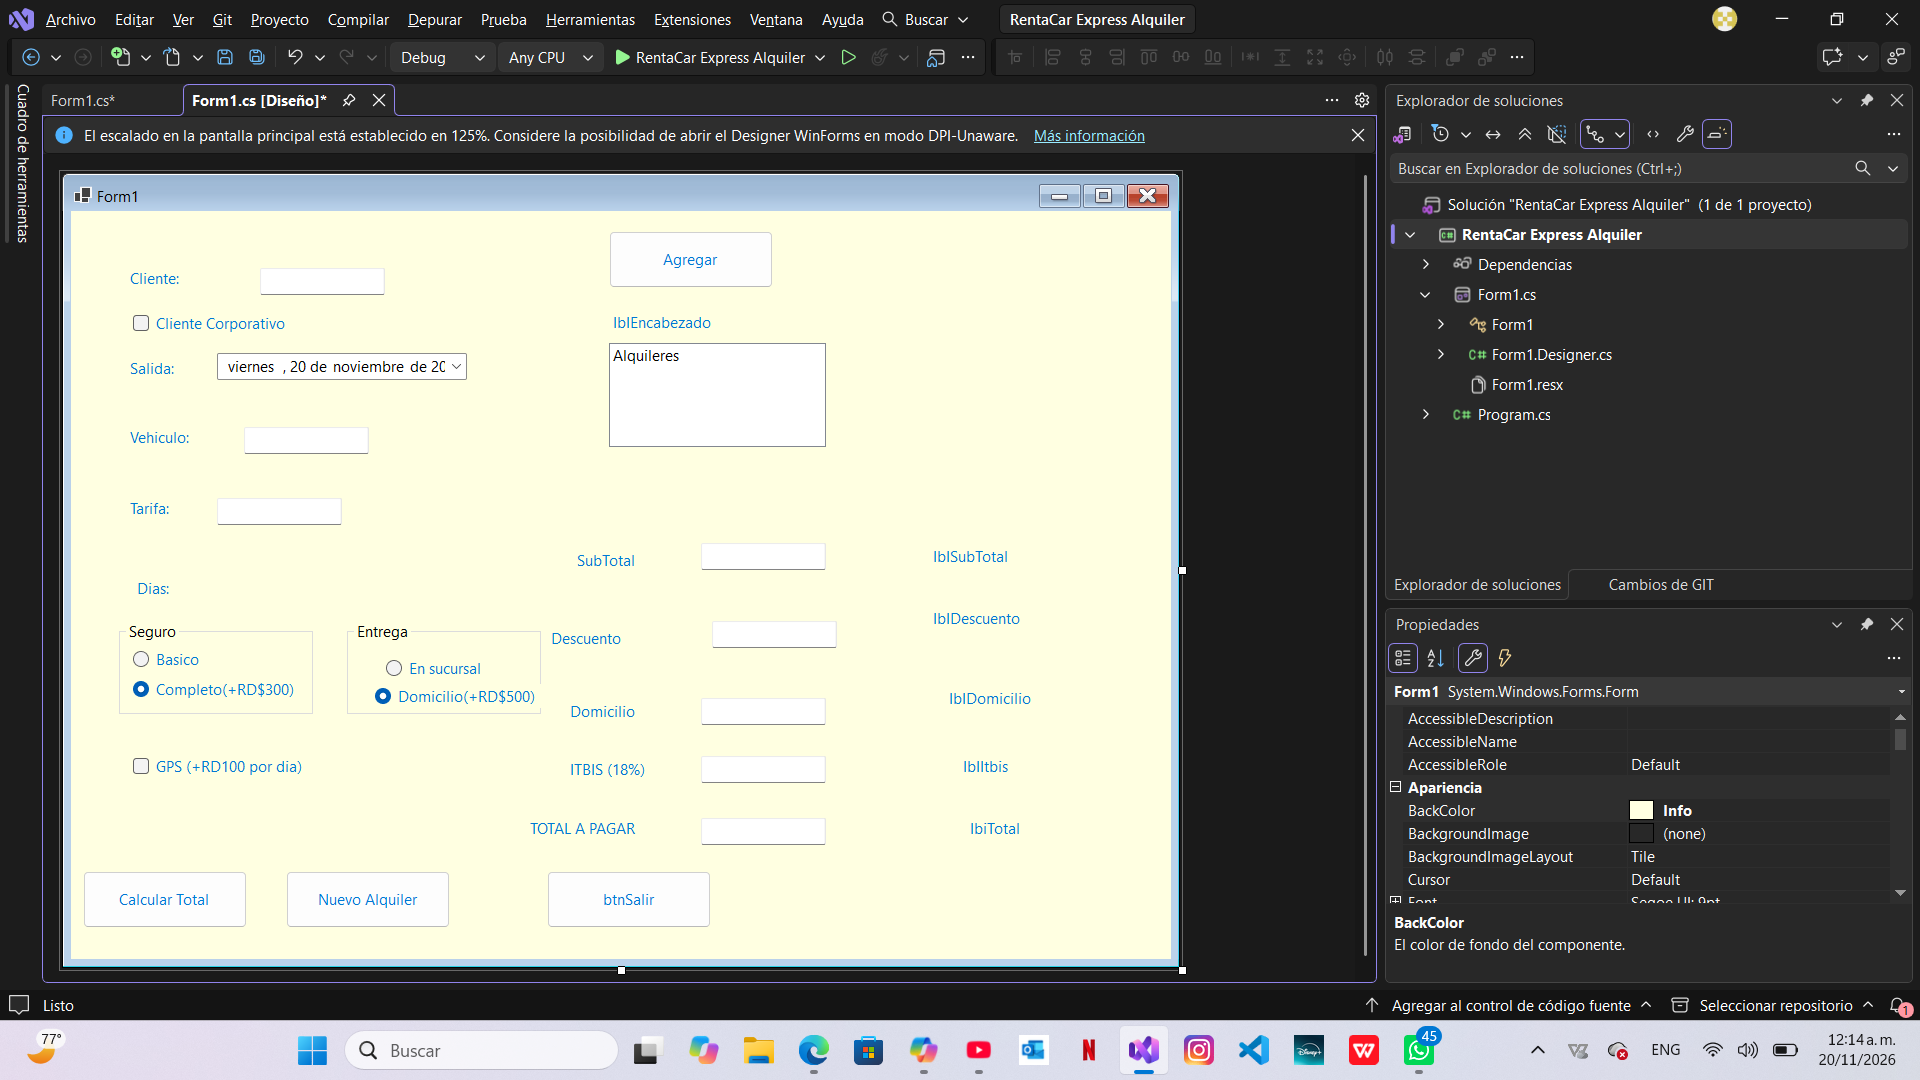 Archivo Editar Ver Git Proyecto Compilar Depurar Prueba Herramientas Extensiones Ventana Ayuda Buscar RentaCar Express Alquiler
Debug Any CPU RentaCar Express Alquiler
Cuadro de herramientas
Form1.cs* Form1.cs [Diseño]*
El escalado en la pantalla principal está establecido en 125%. Considere la posibilidad de abrir el Designer WinForms en modo DPI-Unaware. Más información
Form1
Agregar
Cliente:
Cliente Corporativo
lblEncabezado
Salida:
viernes , 20 de noviembre de 20
Alquileres
Vehiculo:
Tarifa:
SubTotal
lblSubTotal
Dias:
lblDescuento
Seguro
Entrega
Descuento
Basico
En sucursal
Completo(+RD$300)
Domicilio(+RD$500)
lblDomicilio
Domicilio
GPS (+RD100 por dia)
ITBIS (18%)
lblItbis
TOTAL A PAGAR
lbiTotal
Calcular Total
Nuevo Alquiler
btnSalir
Explorador de soluciones
Buscar en Explorador de soluciones (Ctrl+;)
Solución "RentaCar Express Alquiler" (1 de 1 proyecto)
RentaCar Express Alquiler
Dependencias
Form1.cs
Form1
C# Form1.Designer.cs
Form1.resx
C# Program.cs
Explorador de soluciones Cambios de GIT
Propiedades
Form1 System.Windows.Forms.Form
AccessibleDescription
AccessibleName
AccessibleRole Default
Apariencia
BackColor Info
BackgroundImage (none)
BackgroundImageLayout Tile
Cursor Default
Font Segoe UI; 9pt
BackColor
El color de fondo del componente.
Listo
Agregar al control de código fuente Seleccionar repositorio 1
77°
Buscar
45
ENG
12:14 a. m.
20/11/2026